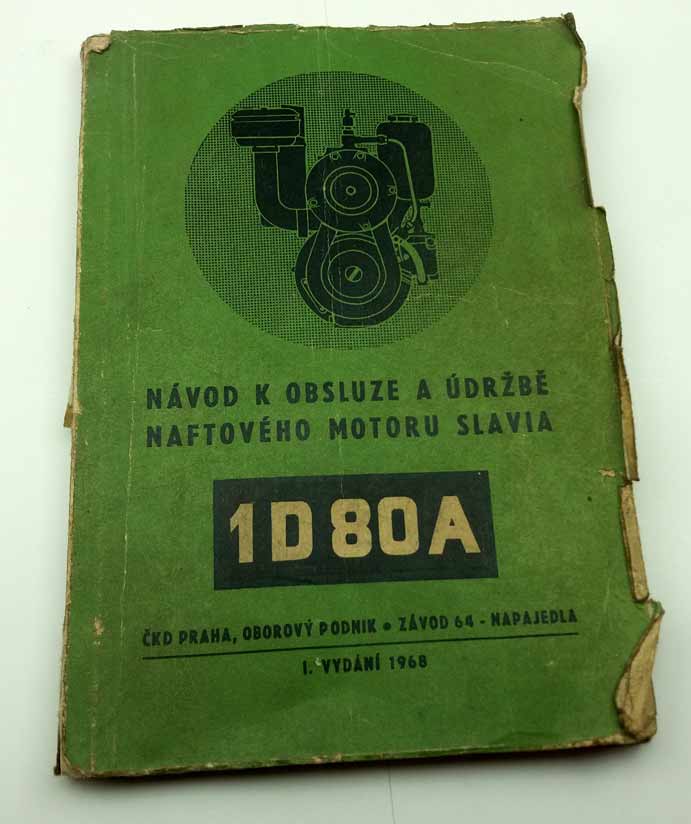 NÁVOD K OBSLUZE A ÚDRŽBĚ
NAFTOVÉHO MOTORU SLAVIA
1D80A
ČKD PRAHA, OBOROVÝ PODNIK • ZÁVOD 64 - NAPAJEDLA
I. VYDÁNÍ 1968